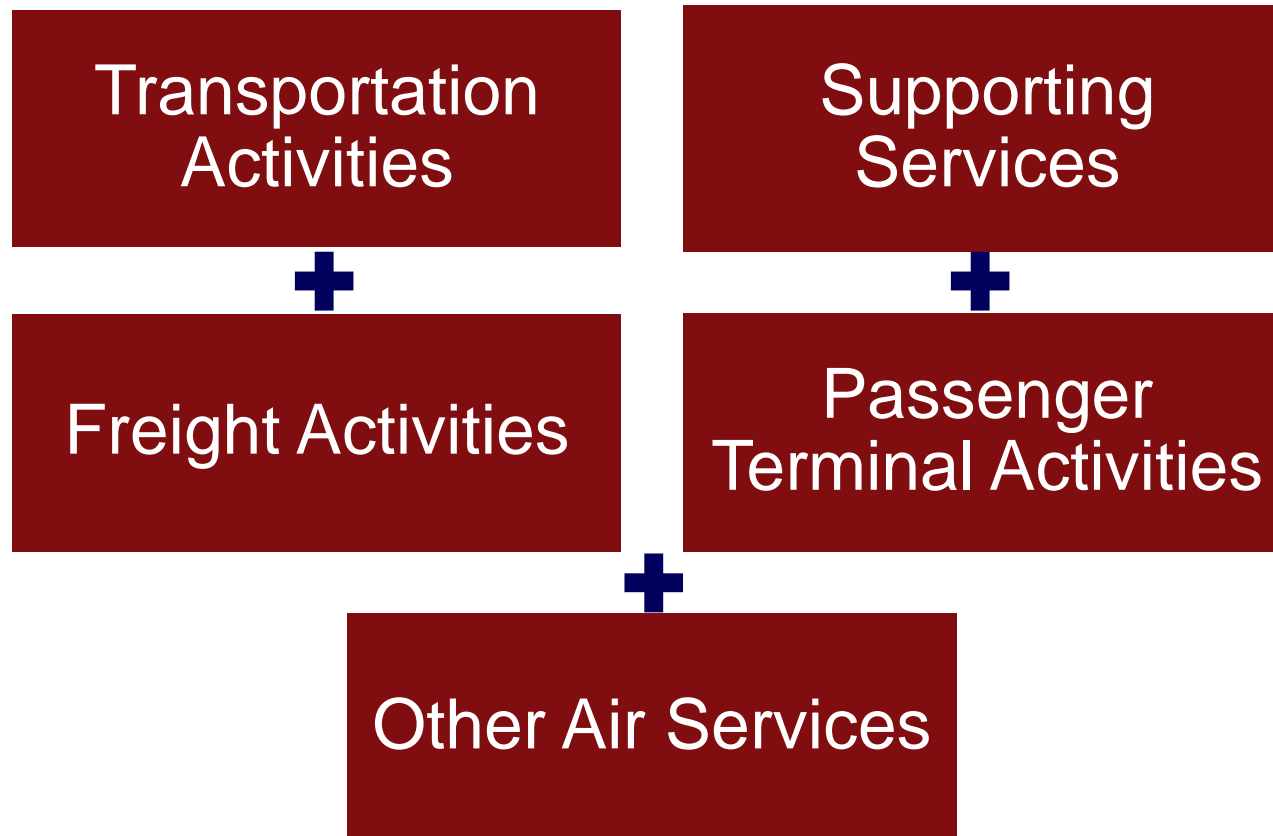 Transportation
Activities
Supporting
Services
Freight Activities
Passenger
Terminal Activities
Other Air Services